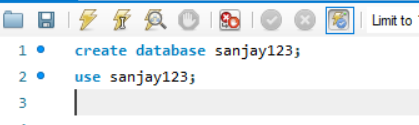 Limit to
1 create database sanjay123;
2 use sanjay123;
3